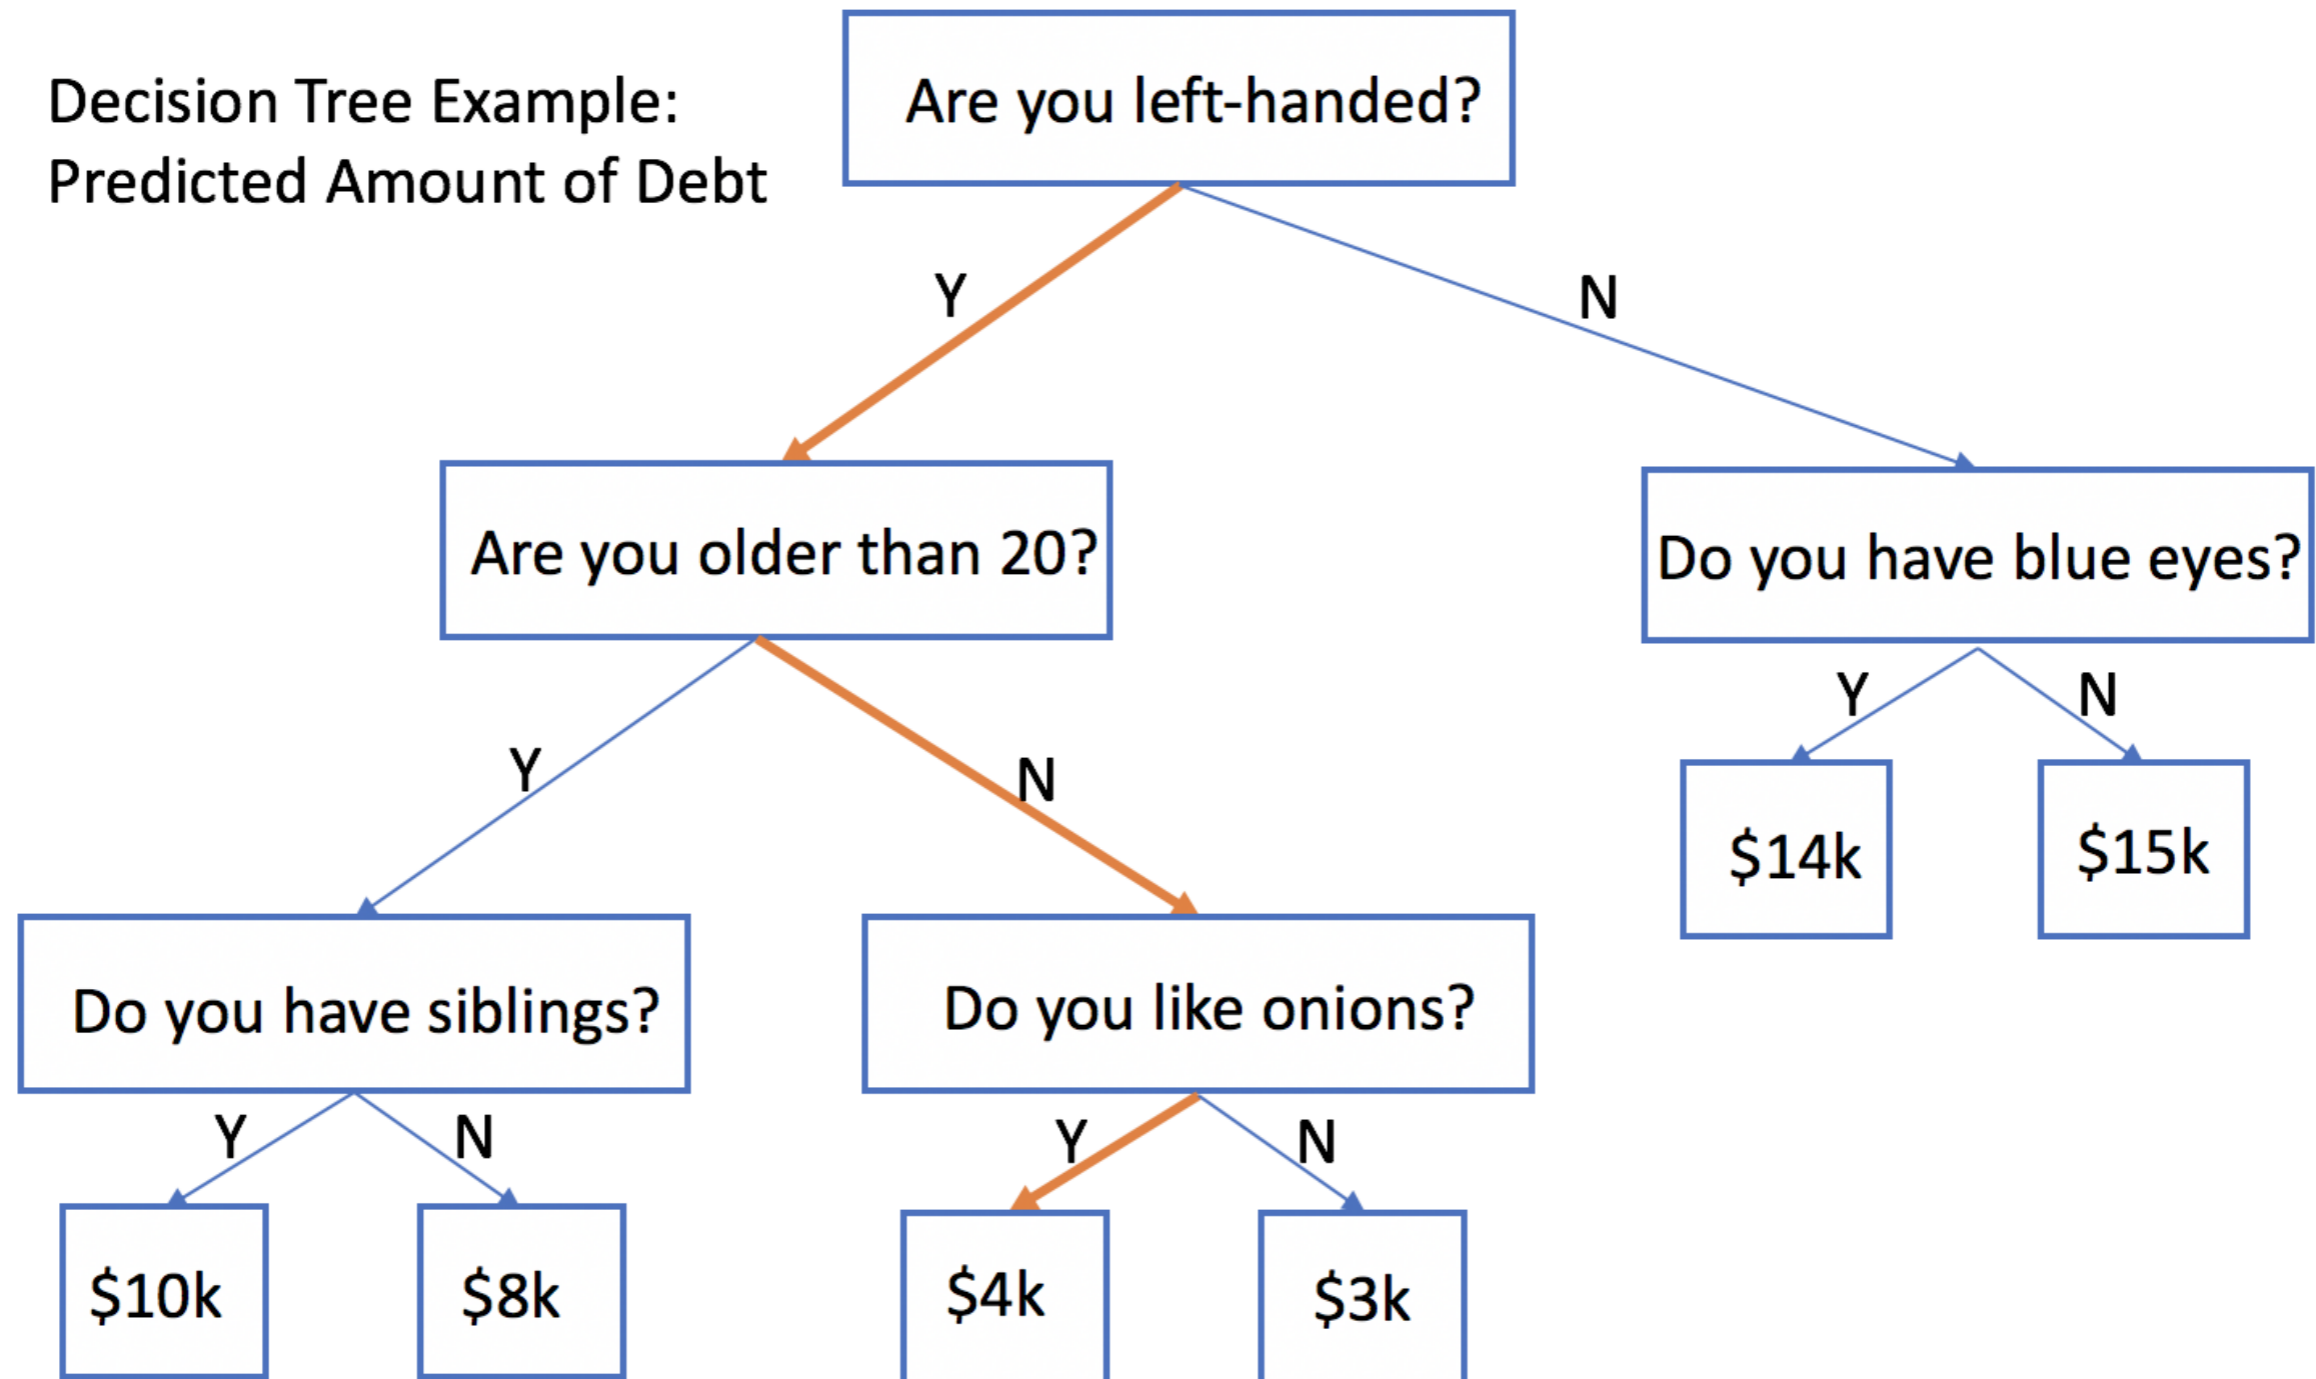 Decision Tree Example:
Predicted Amount of Debt
Are you left-handed?
Y
N
Are you older than 20?
Do you have blue eyes?
Y
N
Y
N
$14k
$15k
Do you have siblings?
Do you like onions?
Y
N
Y
N
$10k
$8k
$4k
$3k